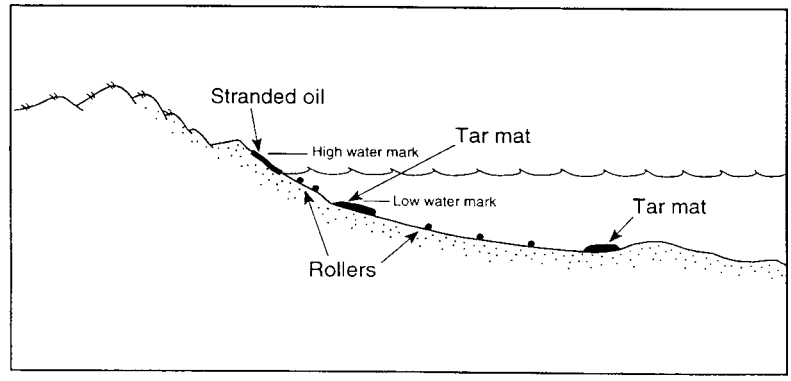 Stranded oil
High water mark
Tar mat
Low water mark
Tar mat
Rollers